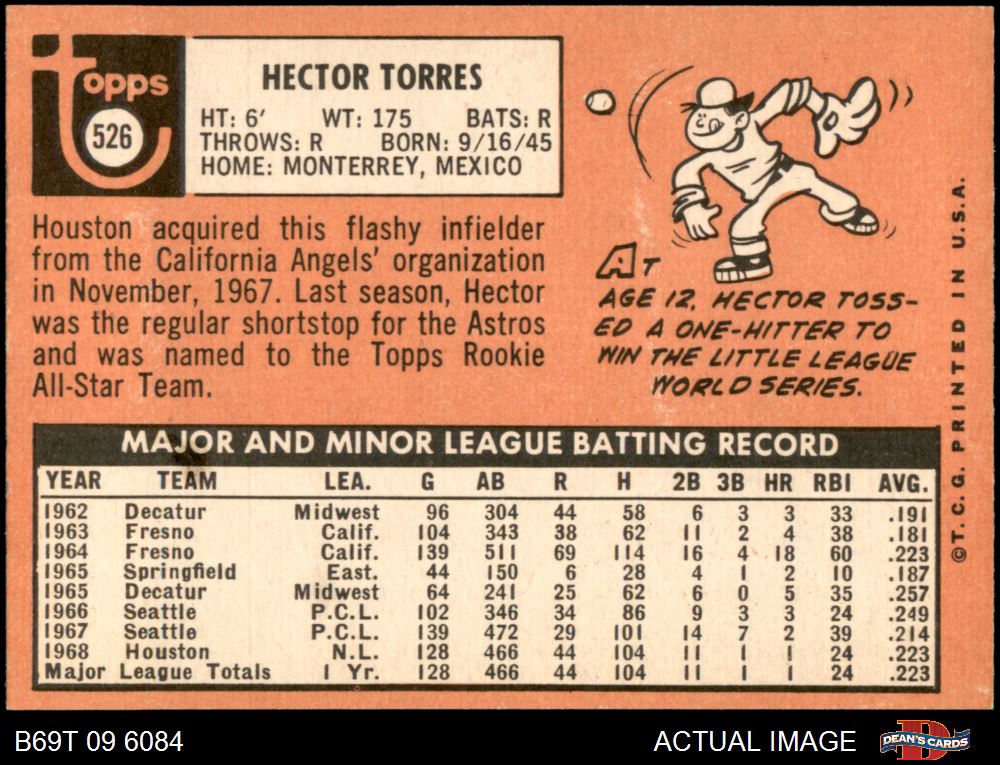 Topps
526
HECTOR TORRES
HT: 6' WT: 175 BATS: R
THROWS: R BORN: 9/16/45
HOME: MONTERREY, MEXICO
Houston acquired this flashy infielder
from the California Angels' organization
in November, 1967. Last season, Hector
was the regular shortstop for the Astros
and was named to the Topps Rookie
All-Star Team.
AT
AGE 12, HECTOR TOSS-
ED A ONE-HITTER TO
WIN THE LITTLE LEAGUE
WORLD SERIES.
MAJOR AND MINOR LEAGUE BATTING RECORD
YEAR TEAM LEA. G AB R H 2B 3B HR RBI AVG.
1962 Decatur Midwest 96 304 44 58 6 3 3 33 .191
1963 Fresno Calif. 104 343 38 62 11 2 4 38 .181
1964 Fresno Calif. 139 511 69 114 16 4 18 60 .223
1965 Springfield East. 44 150 6 28 4 1 2 10 .187
1965 Decatur Midwest 64 241 25 62 6 0 5 35 .257
1966 Seattle P.C.L. 102 346 34 86 9 3 3 24 .249
1967 Seattle P.C.L. 139 472 29 101 14 7 2 39 .214
1968 Houston N.L. 128 466 44 104 11 1 1 24 .223
Major League Totals 1 Yr. 128 466 44 104 11 1 1 24 .223
©T. C. G. PRINTED IN U.S.A.
B69T 09 6084
ACTUAL IMAGE
DEAN'S CARDS